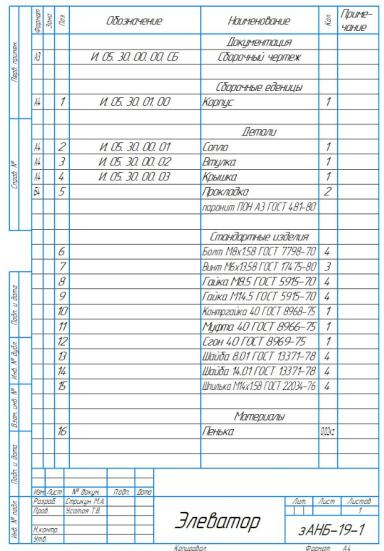 Формат Зона Поз. Обозначение Наименование Кол. Приме-
чание
Документация
А3 И. 05. 30. 00. 00. СБ Сборочный чертеж
Сборочные еденицы
А4 1 И. 05. 30. 01. 00 Корпус 1
Детали
А4 2 И. 05. 30. 00. 01 Сопло 1
А4 3 И. 05. 30. 00. 02 Втулка 1
А4 4 И. 05. 30. 00. 03 Крышка 1
Б4 5 Прокладка 2
паронит ПОН А3 ГОСТ 481-80
Стандартные изделия
6 Болт М8х1.58 ГОСТ 7798-70 4
7 Винт М6х13.58 ГОСТ 17475-80 3
8 Гайка М8.5 ГОСТ 5915-70 4
9 Гайка М14.5 ГОСТ 5915-70 4
10 Контргайка 40 ГОСТ 8968-75 1
11 Муфта 40 ГОСТ 8966-75 1
12 Сгон 40 ГОСТ 8969-75 1
13 Шайба 8.01 ГОСТ 13371-78 4
14 Шайба 14.01 ГОСТ 13371-78 4
15 Шпилька М14х1.58 ГОСТ 22034-76 4
Материалы
16 Пенька
Перв. примен.
Справ. №
Подп. и дата
Инв. № дубл.
Взам. инв. №
Подп. и дата
Инв. № подл.
Изм. Лист № докум. Подп. Дата
Разраб. Стрикун М.А.
Пров. Усатая Т.В.
Н.контр.
Утв.
Элеватор
Лит. Лист Листов
1
зАНБ-19-1
Копировал Формат А4